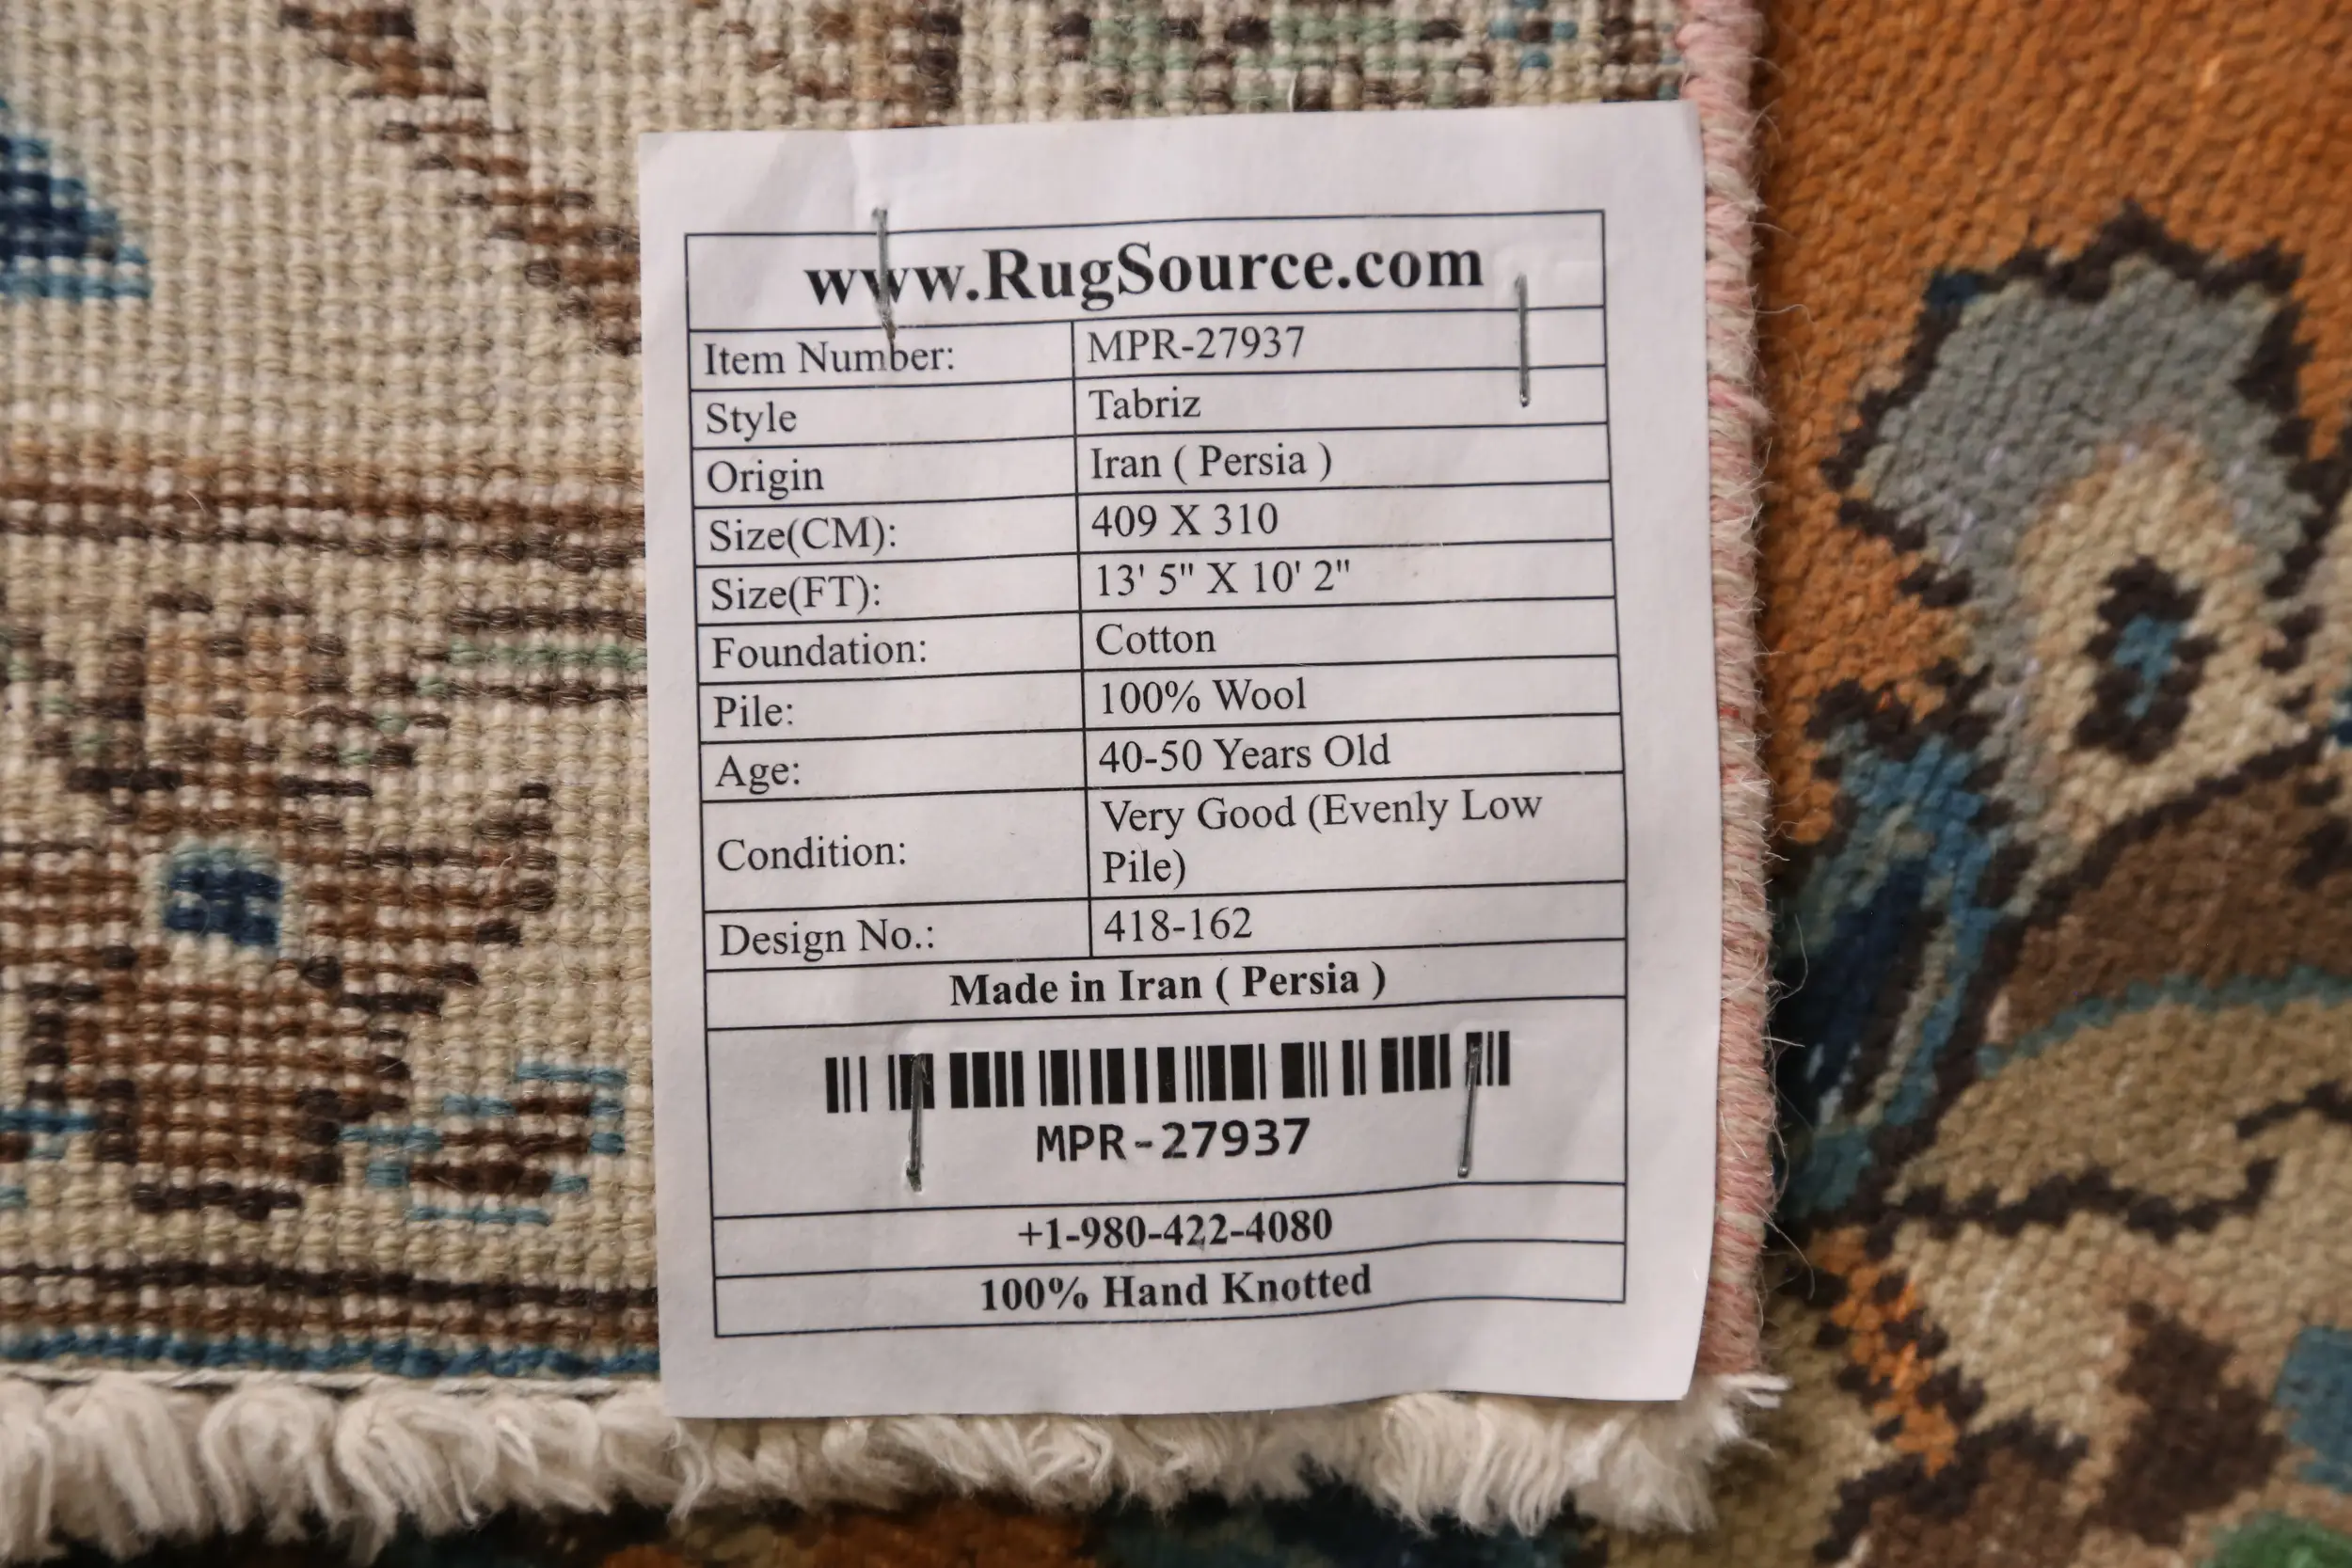 www.RugSource.com
Item Number: MPR-27937
Style Tabriz
Origin Iran ( Persia )
Size(CM): 409 X 310
Size(FT): 13' 5" X 10' 2"
Foundation: Cotton
Pile: 100% Wool
Age: 40-50 Years Old
Condition: Very Good (Evenly Low
Pile)
Design No.: 418-162
Made in Iran ( Persia )
MPR-27937
+1-980-422-4080
100% Hand Knotted